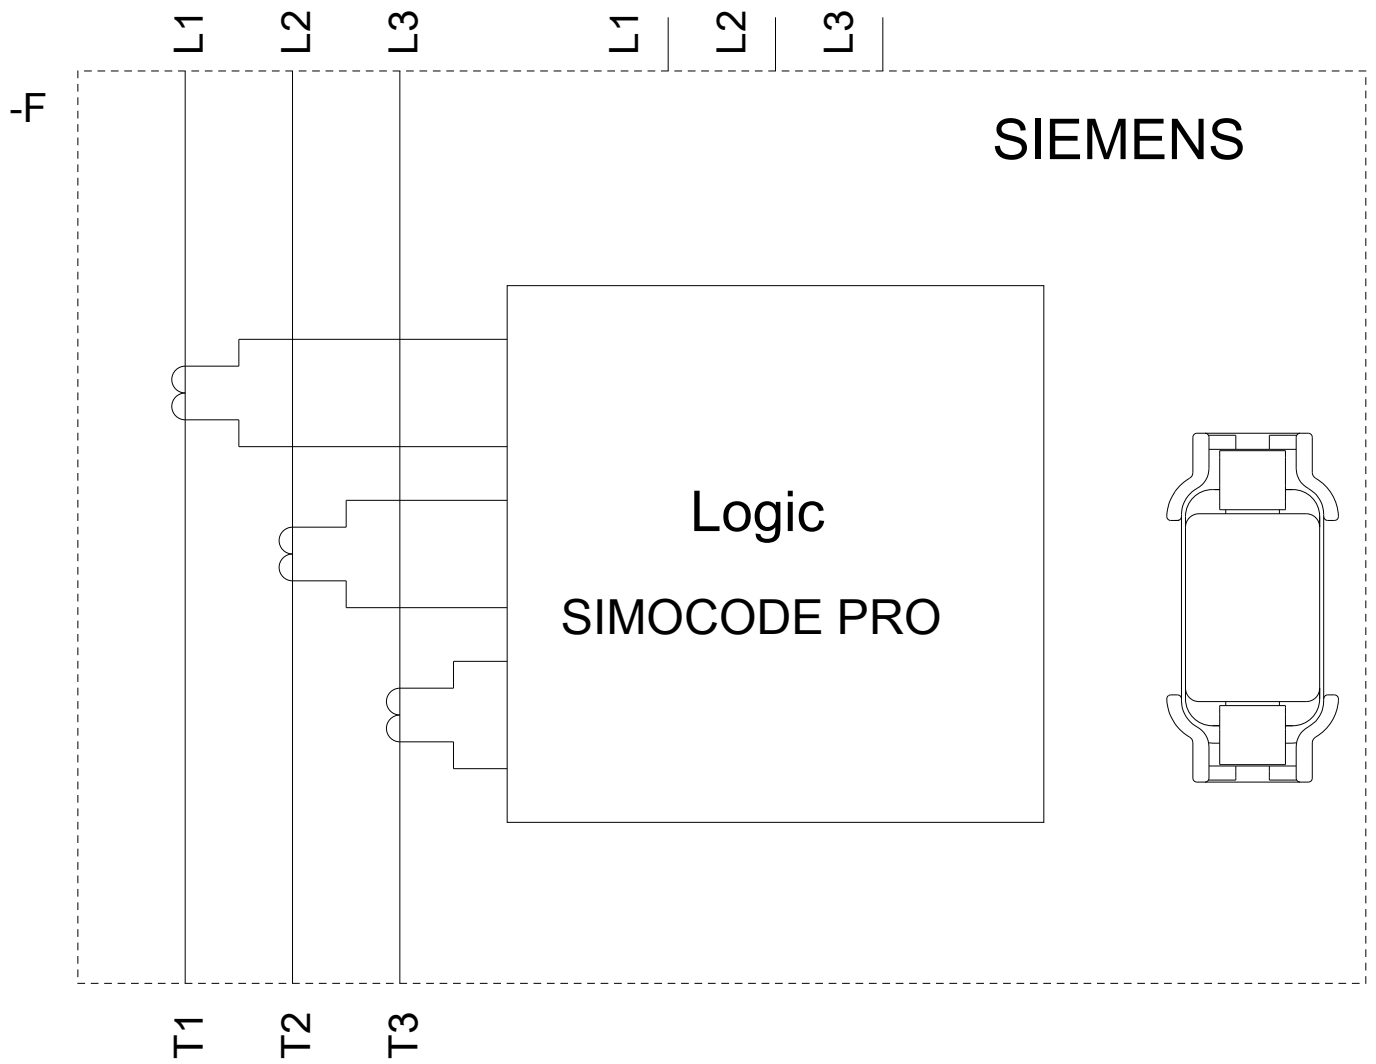 L1 L2 L3 L1 L2 L3
-F
SIEMENS
Logic
SIMOCODE PRO
T1 T2 T3